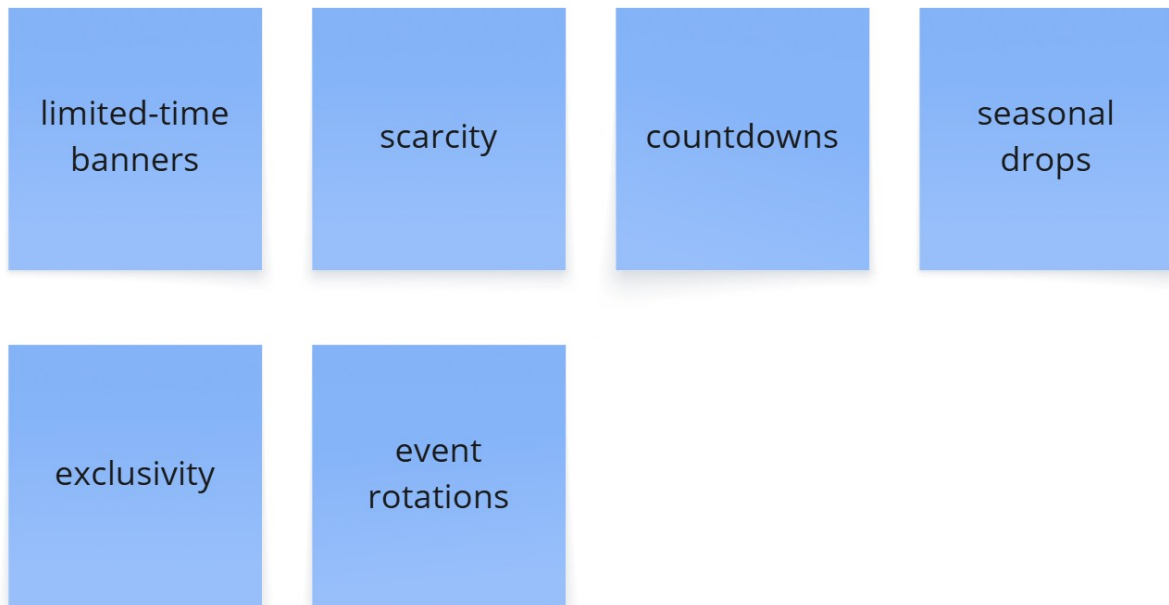 limited-time
banners
scarcity
countdowns
seasonal
drops
exclusivity
event
rotations